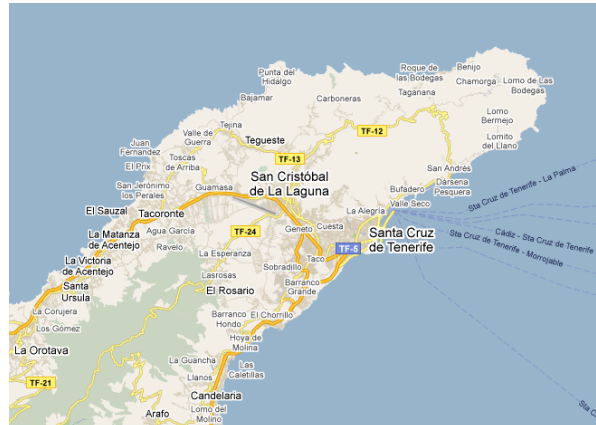 Punta del
Hidalgo
Roque de
las Bodegas
Benijo
Chamorga
Lomo de Las
Bodegas
Taganana
Carboneras
Bajamar
Tejina
Valle de
Guerra
Tegueste
TF-12
Lomo
Bermejo
Lomito
del Llano
Juan
Fernandez
El Prix
Toscas
de Arriba
TF-13
San Andrés
Dársena
Pesquera
San Cristóbal
de La Laguna
San Jerónimo
los Perales
Guamasa
Bufadero
Valle Seco
Sta Cruz de Tenerife - La Palma
El Sauzal
Tacoronte
La Alegría
Cuesta
Geneto
TF-24
Agua García
Ravelo
La Matanza
de Acentejo
Santa Cruz
de Tenerife
Cádiz - Sta Cruz de Tenerife
Sta Cruz de Tenerife - Morrojable
La Esperanza
TF-5
Taco
La Victoria
de Acentejo
Sobradillo
Lasrosas
Santa
Ursula
El Rosario
Barranco
Grande
La Corujera
Los Gómez
Barranco
Hondo
El Chorrillo
Hoya de
Molina
La Orotava
La Guancha
Las
Caletillas
Llanos
TF-21
Candelaria
Arafo
Lomo del
Molino
Sta C